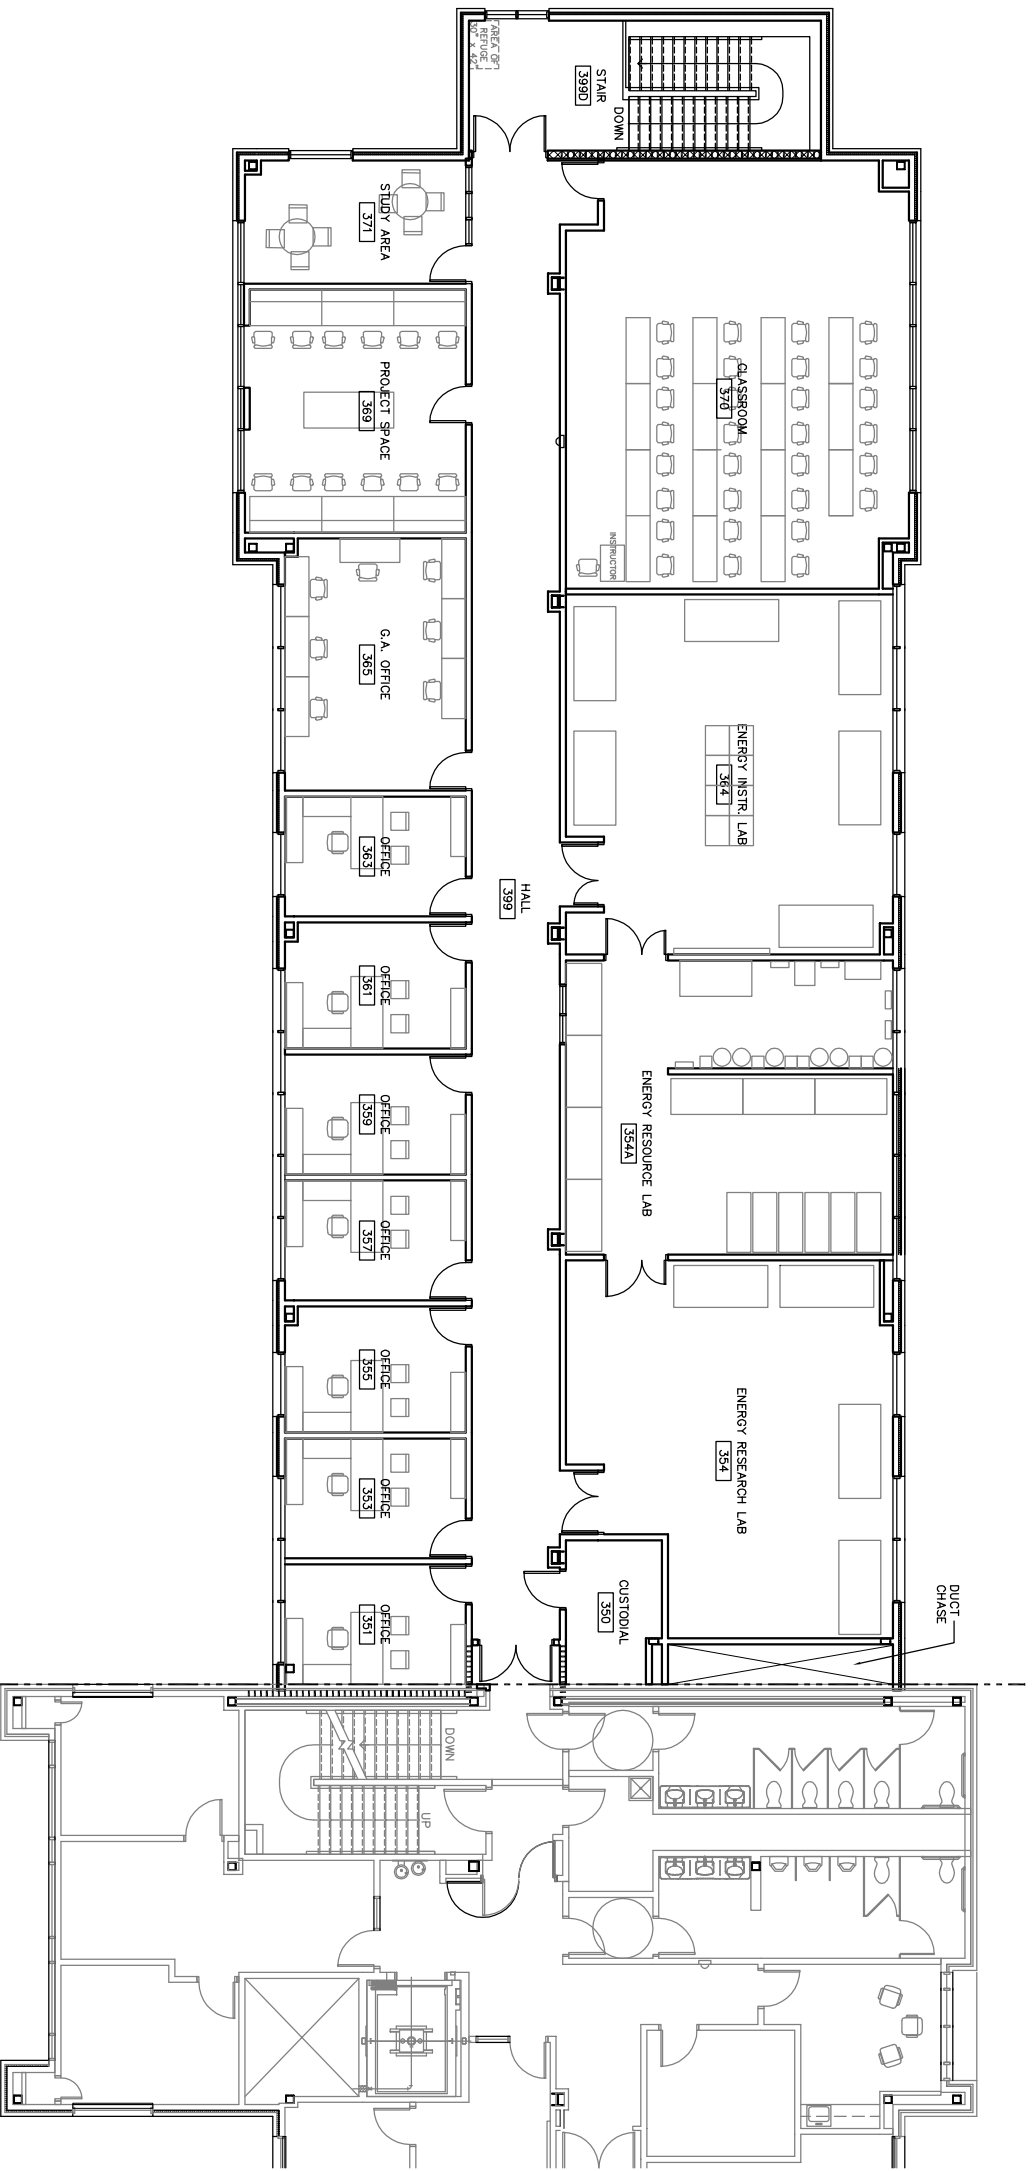 AREA OF
REFUGE
30" X 42"
STAIR
399D
DOWN
STUDY AREA
371
PROJECT SPACE
369
CLASSROOM
370
INSTRUCTOR
G.A. OFFICE
365
ENERGY INSTR. LAB
364
OFFICE
363
HALL
399
OFFICE
361
OFFICE
359
ENERGY RESOURCE LAB
354A
OFFICE
357
OFFICE
355
ENERGY RESEARCH LAB
354
OFFICE
353
OFFICE
351
CUSTODIAL
350
DUCT
CHASE
DOWN
UP